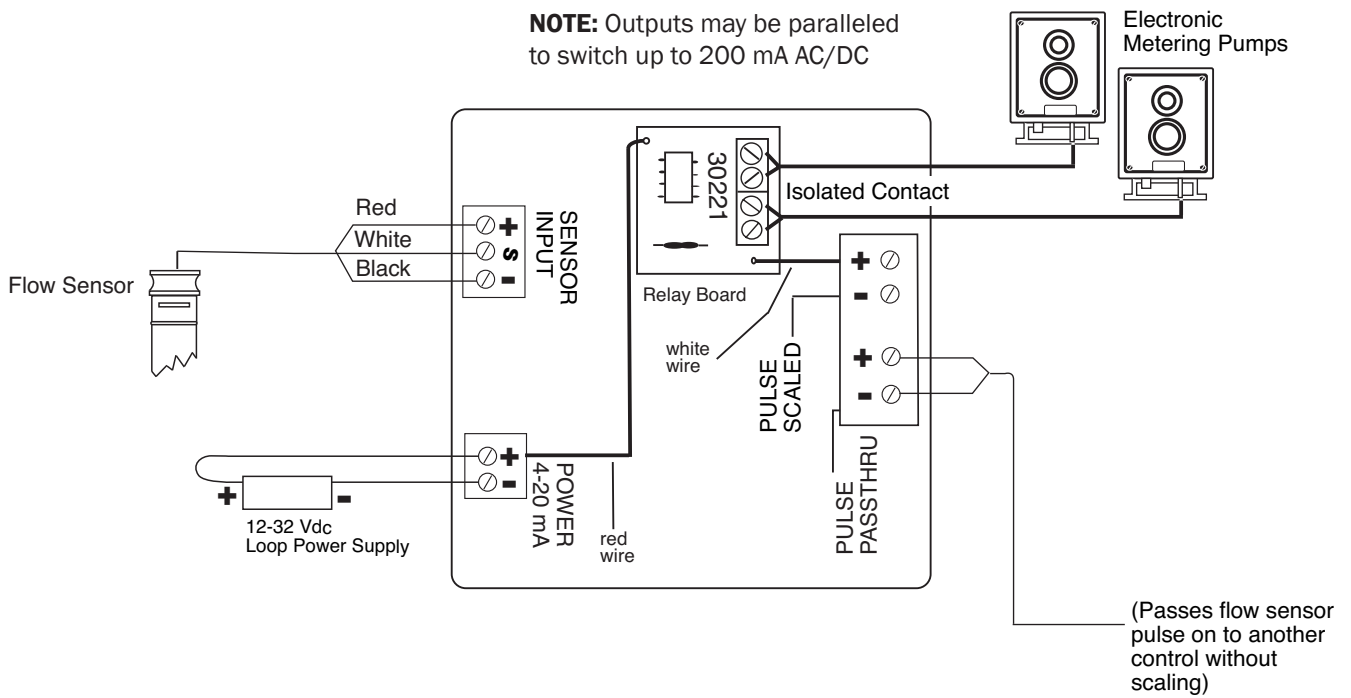 NOTE: Outputs may be paralleled
to switch up to 200 mA AC/DC
Electronic
Metering Pumps
30221
Isolated Contact
Relay Board
Red
White
Black
Flow Sensor
+
S
-
SENSOR
INPUT
+
-
+
-
white
wire
PULSE
SCALED
PULSE
PASSTHRU
+
-
POWER
4-20 mA
red
wire
+
-
12-32 Vdc
Loop Power Supply
(Passes flow sensor
pulse on to another
control without
scaling)